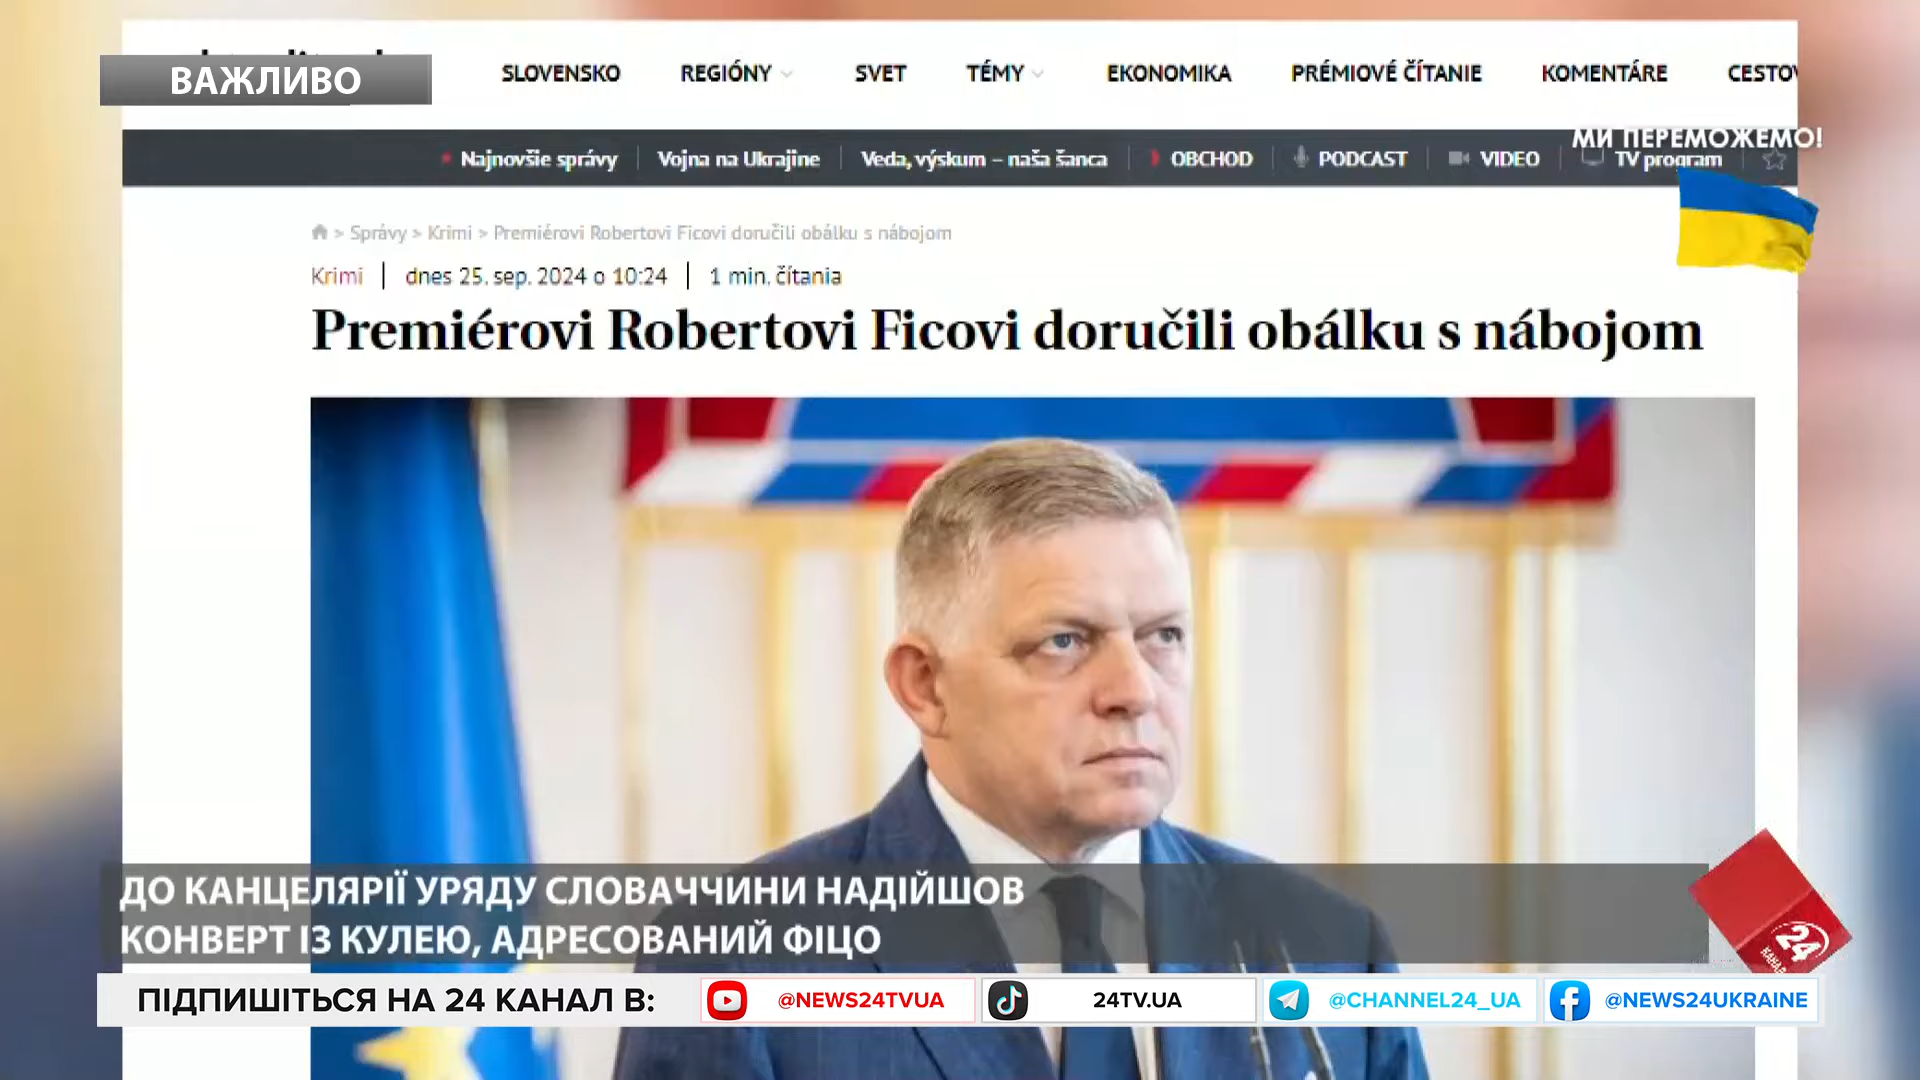 ВАЖЛИВО
SLOVENSKO REGIÓNY SVET TÉMY EKONOMIKA PRÉMIOVÉ ČÍTANIE KOMENTÁRE
МИ ПЕРЕМОЖЕМО!
Najnovšie správy Vojna na Ukrajine Veda, výskum – naša šanca OBCHOD PODCAST VIDEO TV program
> Správy > Krimi > Premiérovi Robertovi Ficovi doručili obálku s nábojom
Krimi | dnes 25. sep. 2024 o 10:24 | 1 min. čítania
Premiérovi Robertovi Ficovi doručili obálku s nábojom
ДО КАНЦЕЛЯРІЇ УРЯДУ СЛОВАЧЧИНИ НАДІЙШОВ
КОНВЕРТ ІЗ КУЛЕЮ, АДРЕСОВАНИЙ ФІЦО
24
ПІДПИШІТЬСЯ НА 24 КАНАЛ В: @NEWS24TVUA 24TV.UA @CHANNEL24_UA @NEWS24UKRAINE